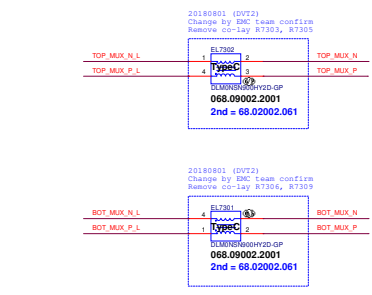 20180801 (DVT2)
Change by EMC team confirm
Remove co-lay R7303, R7305
EL7302
TOP_MUX_N_L 1 2 TOP_MUX_N
TypeC
TOP_MUX_P_L 4 3 TOP_MUX_P
DLM0NSN900HY2D-GP
068.09002.2001
2nd = 68.02002.061
20180801 (DVT2)
Change by EMC team confirm
Remove co-lay R7306, R7309
EL7301
BOT_MUX_N_L 4 BOT_MUX_N
TypeC
BOT_MUX_P_L 1 2 BOT_MUX_P
DLM0NSN900HY2D-GP
068.09002.2001
2nd = 68.02002.061